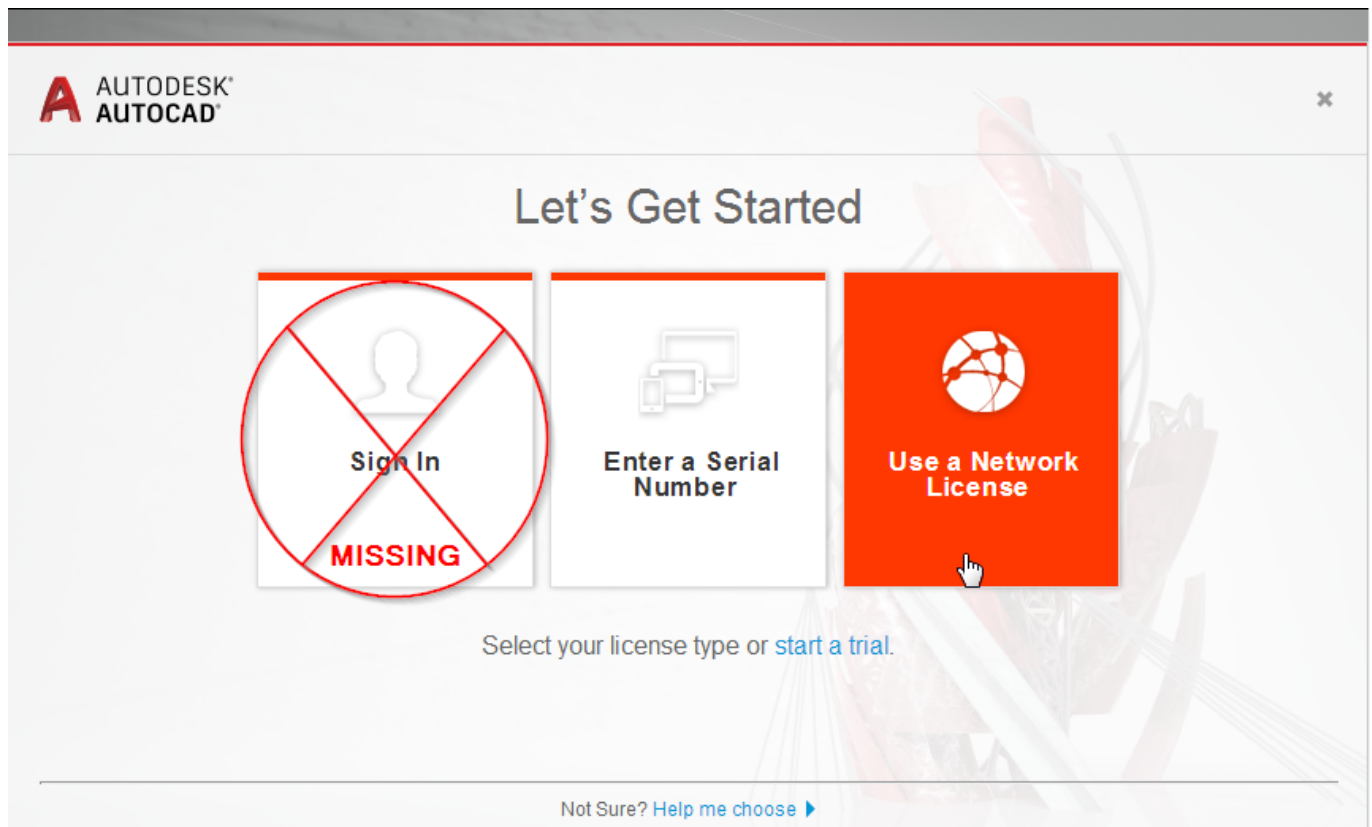 AUTODESK®
AUTOCAD®
Let's Get Started
Sign In
MISSING
Enter a Serial
Number
Use a Network
License
Select your license type or start a trial.
Not Sure? Help me choose